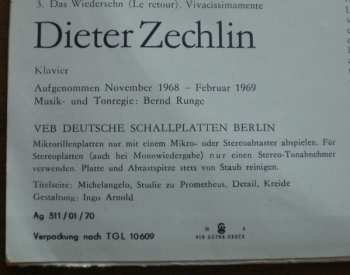 3. Das Wiedersehn (Le retour). Vivacissimamente
Dieter Zechlin
Klavier
Aufgenommen November 1968 – Februar 1969
Musik- und Tonregie: Bernd Runge
VEB DEUTSCHE SCHALLPLATTEN BERLIN
Mikrorillenplatten nur mit einem Mikro- oder Stereoabtaster abspielen. Für
Stereoplatten (auch bei Monowiedergabe) nur einen Stereo-Tonabnehmer
verwenden. Platte und Abtastspitze stets von Staub reinigen.
Titelseite: Michelangelo, Studie zu Prometheus, Detail, Kreide
Gestaltung: Ingo Arnold
Ag 511/01/70
Verpackung nach TGL 10609
VEB GOTHA-DRUCK